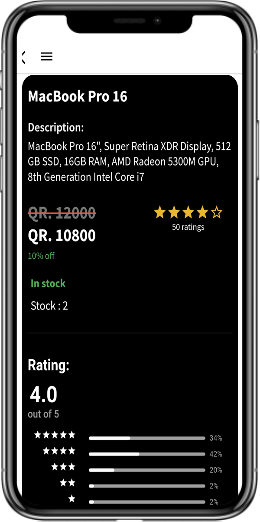 MacBook Pro 16
Description:
MacBook Pro 16", Super Retina XDR Display, 512
GB SSD, 16GB RAM, AMD Radeon 5300M GPU,
8th Generation Intel Core i7
QR. 12000
QR. 10800
50 ratings
10% off
In stock
Stock : 2
Rating:
4.0
out of 5
34%
42%
20%
2%
2%